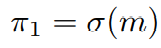 π₁ = σ(m)